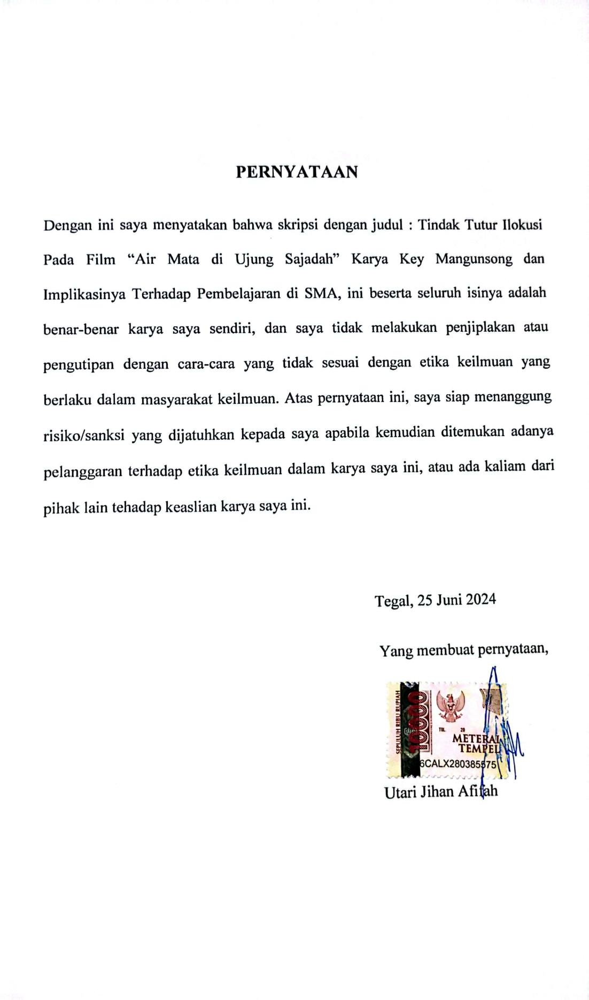 PERNYATAAN
Dengan ini saya menyatakan bahwa skripsi dengan judul : Tindak Tutur Ilokusi
Pada Film “Air Mata di Ujung Sajadah” Karya Key Mangunsong dan
Implikasinya Terhadap Pembelajaran di SMA, ini beserta seluruh isinya adalah
benar-benar karya saya sendiri, dan saya tidak melakukan penjiplakan atau
pengutipan dengan cara-cara yang tidak sesuai dengan etika keilmuan yang
berlaku dalam masyarakat keilmuan. Atas pernyataan ini, saya siap menanggung
risiko/sanksi yang dijatuhkan kepada saya apabila kemudian ditemukan adanya
pelanggaran terhadap etika keilmuan dalam karya saya ini, atau ada kaliam dari
pihak lain tehadap keaslian karya saya ini.
Tegal, 25 Juni 2024
Yang membuat pernyataan,
SEPULUH RIBU RUPIAH
10000
TGL. 20
METERAI
TEMPEL
6CALX280385575
Utari Jihan Afifah